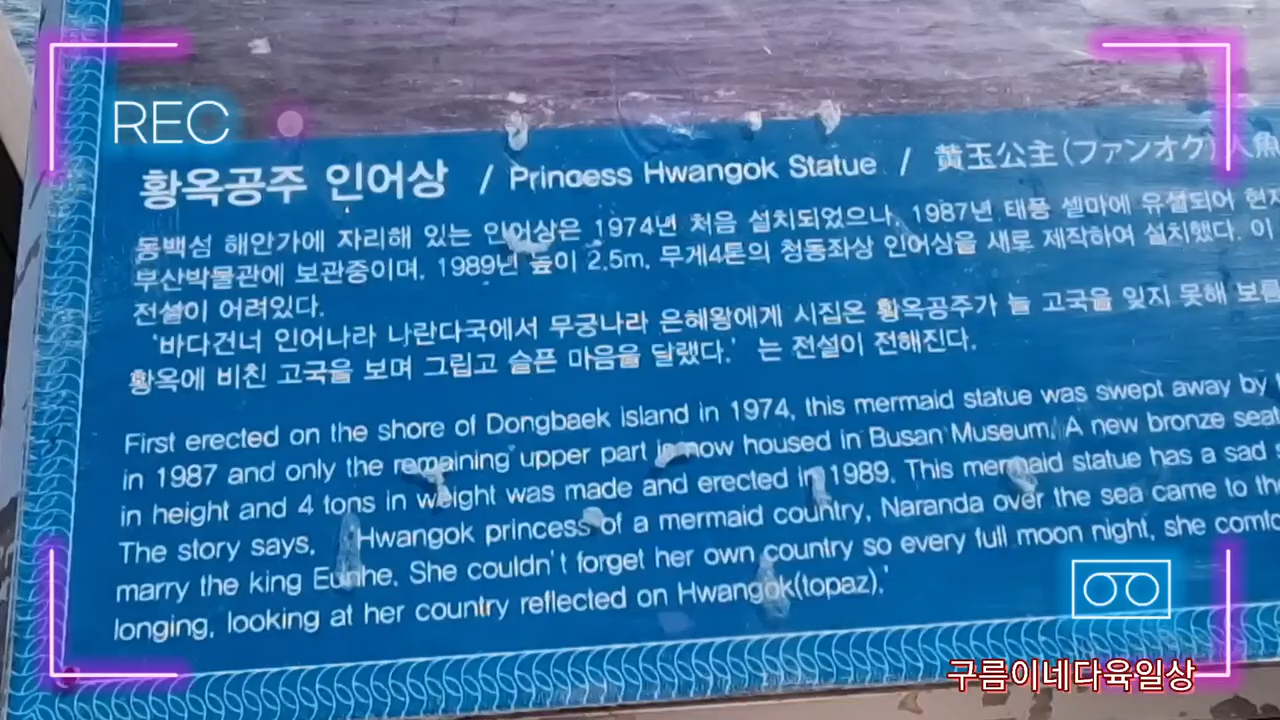 REC
황옥공주 인어상 / Princess Hwangok Statue / 黄玉公主(ファンオク)人魚
동백섬 해안가에 자리해 있는 인어상은 1974년 처음 설치되었으나, 1987년 태풍 셀마에 유설되어 현재
부산박물관에 보관중이며, 1989년 높이 2.5m, 무게4톤의 청동좌상 인어상을 새로 제작하여 설치했다. 이
전설이 어려있다.
'바다건너 인어나라 나란다국에서 무궁나라 은혜왕에게 시집온 황옥공주가 늘 고국을 잊지 못해 보름
황옥에 비친 고국을 보며 그립고 슬픈 마음을 달랬다.' 는 전설이 전해진다.
First erected on the shore of Dongbaek island in 1974, this mermaid statue was swept away by
in 1987 and only the remaining upper part is now housed in Busan Museum. A new bronze seat
in height and 4 tons in weight was made and erected in 1989. This mermaid statue has a sad
The story says, 'Hwangok princess of a mermaid country, Naranda over the sea came to the
marry the king Eunhe. She couldn't forget her own country so every full moon night, she comfo
longing, looking at her country reflected on Hwangok(topaz).'
구름이네다육일상